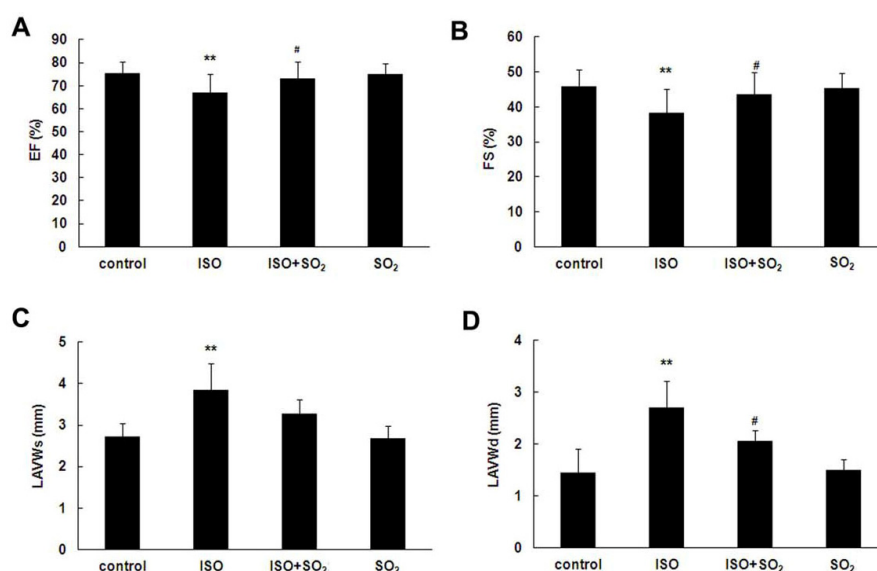 A
90
80
70
60
50
40
30
20
10
0
EF (%)
**
#
control ISO ISO+SO₂ SO₂
B
60
50
40
30
20
10
0
FS (%)
**
#
control ISO ISO+SO₂ SO₂
C
5
4
3
2
1
0
LAVWs (mm)
**
control ISO ISO+SO₂ SO₂
D
4
3
2
1
0
LAVWd (mm)
**
#
control ISO ISO+SO₂ SO₂